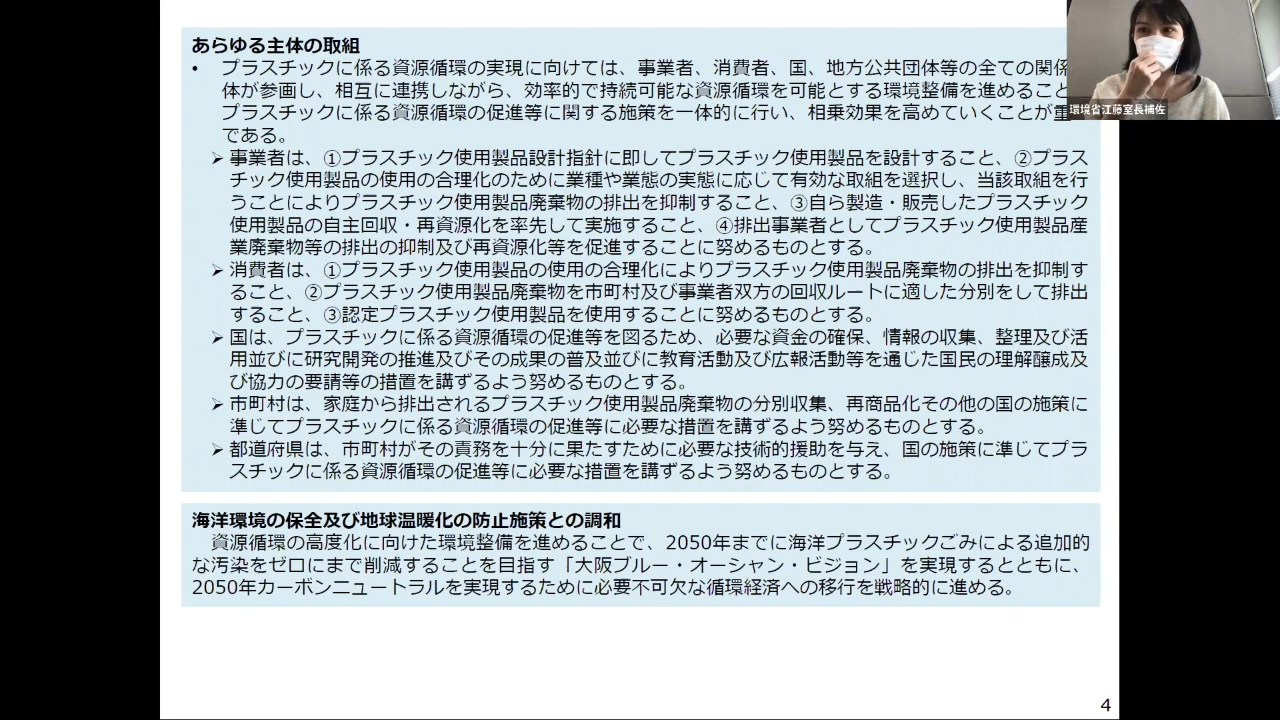 あらゆる主体の取組
• プラスチックに係る資源循環の実現に向けては、事業者、消費者、国、地方公共団体等の全ての関係
体が参画し、相互に連携しながら、効率的で持続可能な資源循環を可能とする環境整備を進めること
プラスチックに係る資源循環の促進等に関する施策を一体的に行い、相乗効果を高めていくことが重
である。
➢ 事業者は、①プラスチック使用製品設計指針に即してプラスチック使用製品を設計すること、②プラス
チック使用製品の使用の合理化のために業種や業態の実態に応じて有効な取組を選択し、当該取組を行
うことによりプラスチック使用製品廃棄物の排出を抑制すること、③自ら製造・販売したプラスチック
使用製品の自主回収・再資源化を率先して実施すること、④排出事業者としてプラスチック使用製品産
業廃棄物等の排出の抑制及び再資源化等を促進することに努めるものとする。
➢ 消費者は、①プラスチック使用製品の使用の合理化によりプラスチック使用製品廃棄物の排出を抑制す
ること、②プラスチック使用製品廃棄物を市町村及び事業者双方の回収ルートに適した分別をして排出
すること、③認定プラスチック使用製品を使用することに努めるものとする。
➢ 国は、プラスチックに係る資源循環の促進等を図るため、必要な資金の確保、情報の収集、整理及び活
用並びに研究開発の推進及びその成果の普及並びに教育活動及び広報活動等を通じた国民の理解醸成及
び協力の要請等の措置を講ずるよう努めるものとする。
➢ 市町村は、家庭から排出されるプラスチック使用製品廃棄物の分別収集、再商品化その他の国の施策に
準じてプラスチックに係る資源循環の促進等に必要な措置を講ずるよう努めるものとする。
➢ 都道府県は、市町村がその責務を十分に果たすために必要な技術的援助を与え、国の施策に準じてプラ
スチックに係る資源循環の促進等に必要な措置を講ずるよう努めるものとする。
海洋環境の保全及び地球温暖化の防止施策との調和
資源循環の高度化に向けた環境整備を進めることで、2050年までに海洋プラスチックごみによる追加的
な汚染をゼロにまで削減することを目指す「大阪ブルー・オーシャン・ビジョン」を実現するとともに、
2050年カーボンニュートラルを実現するために必要不可欠な循環経済への移行を戦略的に進める。
4
環境省江藤室長補佐